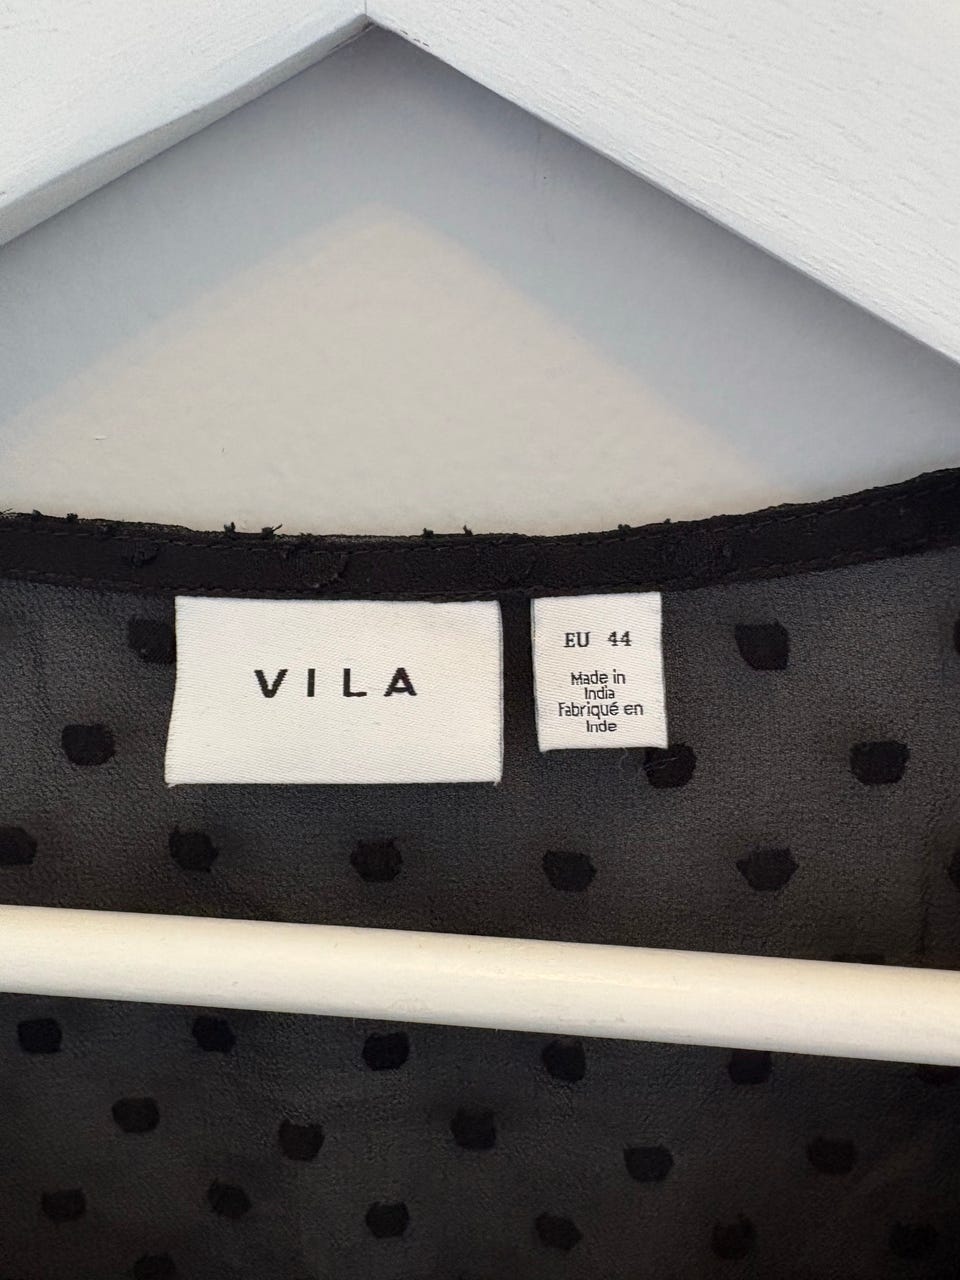 VILA
EU 44
Made in
India
Fabriqué en
Inde